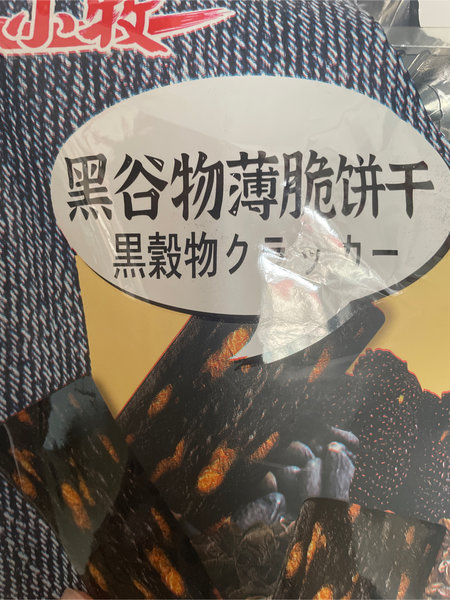 小牧
黑谷物薄脆饼干
黒穀物クラッカー